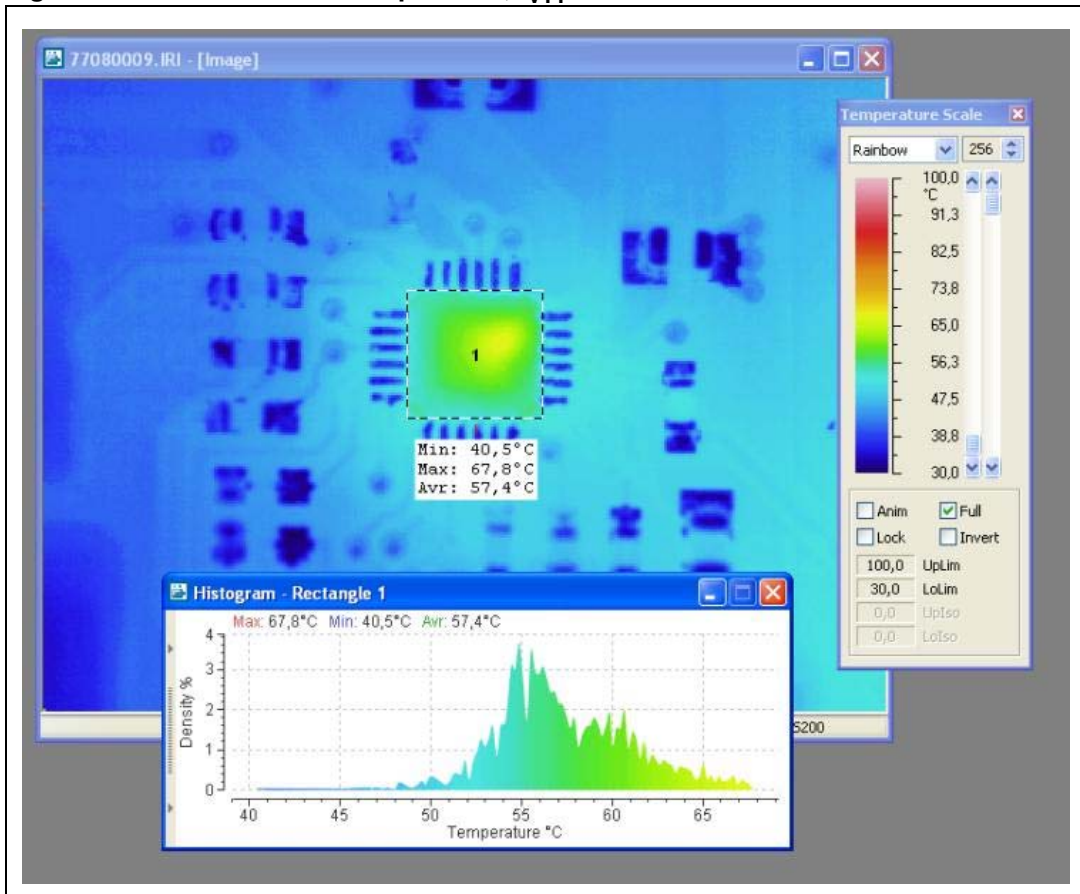 77080009.IRI - [Image]
Temperature Scale
Rainbow 256
100,0
°C
91,3
82,5
73,8
65,0
56,3
47,5
38,8
30,0
Anim Full
Lock Invert
100,0 UpLim
30,0 LoLim
0,0 UpIso
0,0 LoIso
1
Min: 40,5°C
Max: 67,8°C
Avr: 57,4°C
Histogram - Rectangle 1
Max: 67,8°C Min: 40,5°C Avr: 57,4°C
Density %
4
3
2
1
0
40 45 50 55 60 65
Temperature °C
5200